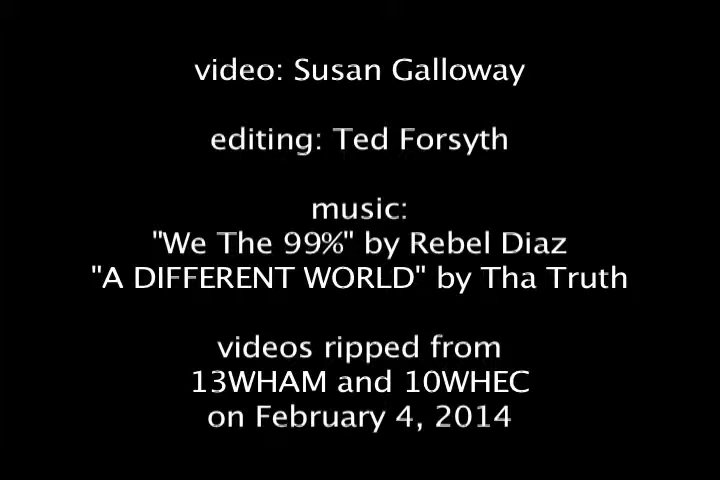 video: Susan Galloway
editing: Ted Forsyth
music:
"We The 99%" by Rebel Diaz
"A DIFFERENT WORLD" by Tha Truth
videos ripped from
13WHAM and 10WHEC
on February 4, 2014